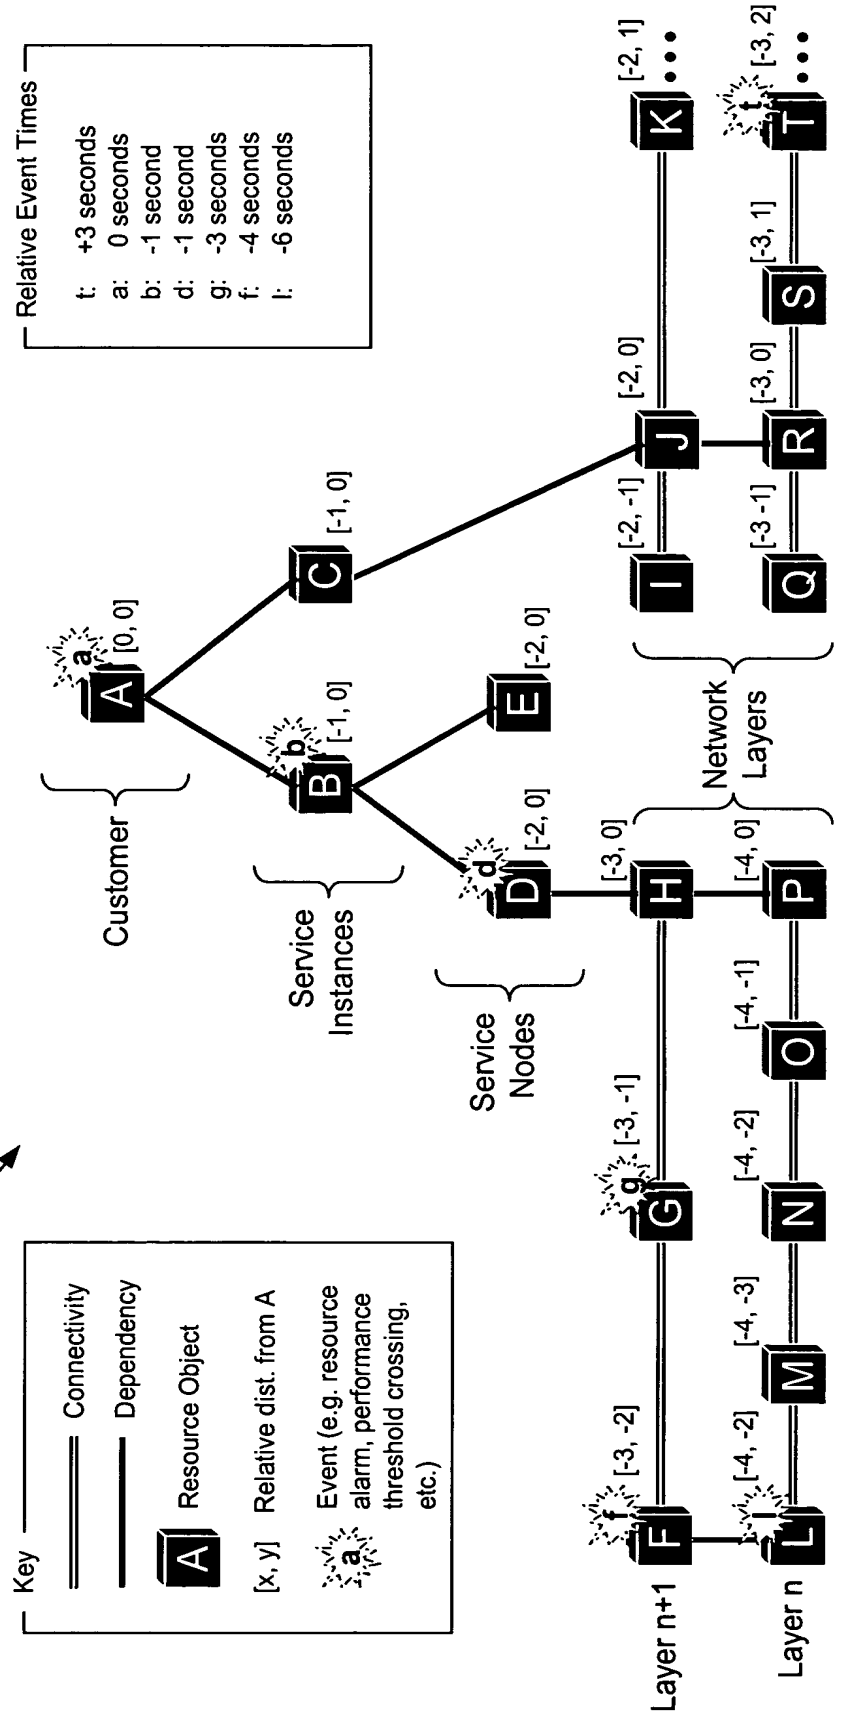 Key
Connectivity
Dependency
A
Resource Object
[x, y]
Relative dist. from A
a
Event (e.g. resource
alarm, performance
threshold crossing,
etc.)
Relative Event Times
t: +3 seconds
a: 0 seconds
b: -1 second
d: -1 second
g: -3 seconds
f: -4 seconds
l: -6 seconds
Customer
a
A
[0, 0]
Service
Instances
b
B
[-1, 0]
C
[-1, 0]
Service
Nodes
d
D
[-2, 0]
E
[-2, 0]
Network
Layers
Layer n+1
f
F
[-3, -2]
g
G
[-3, -1]
H
[-3, 0]
I
[-2, -1]
J
[-2, 0]
K
[-2, 1]
Layer n
l
L
[-4, -2]
M
[-4, -3]
N
[-4, -2]
O
[-4, -1]
P
[-4, 0]
Q
[-3 -1]
R
[-3, 0]
S
[-3, 1]
t
T
[-3, 2]